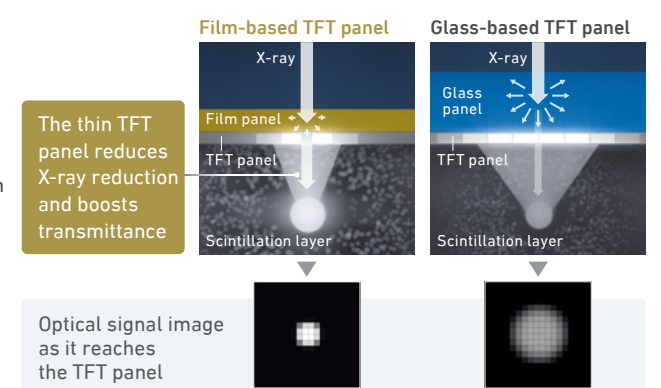 Film-based TFT panel
Glass-based TFT panel
X-ray
X-ray
Glass
panel
Film panel
The thin TFT
panel reduces
X-ray reduction
and boosts
transmittance
TFT panel
TFT panel
n
Scintillation layer
Scintillation layer
Optical signal image
as it reaches
the TFT panel